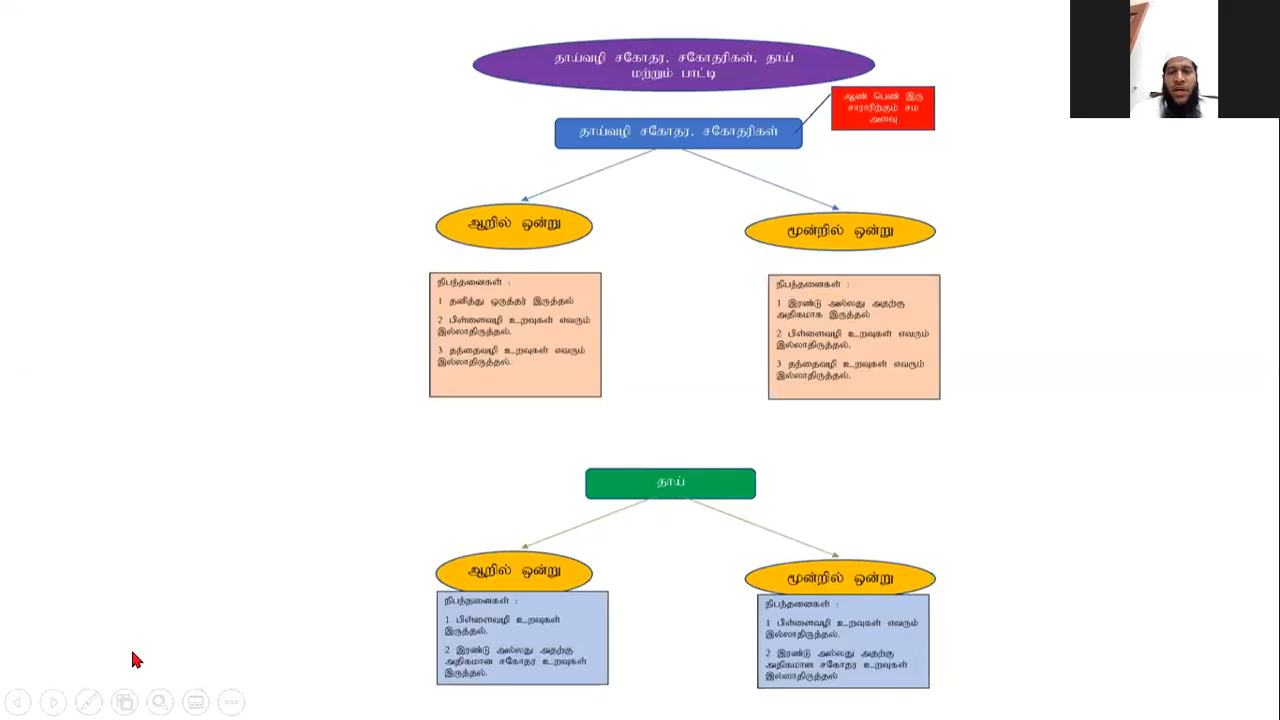 தாய்வழி சகோதர, சகோதரிகள், தாய்
மற்றும் பாட்டி
ஆண் பெண் இரு
சாராரிற்கும் சம
அளவு
தாய்வழி சகோதர, சகோதரிகள்
ஆறில் ஒன்று
மூன்றில் ஒன்று
நிபந்தனைகள் :
1 தனித்து ஒருத்தர் இருத்தல்
2 பிள்ளைவழி உறவுகள் எவரும்
இல்லாதிருத்தல்.
3 தந்தைவழி உறவுகள் எவரும்
இல்லாதிருத்தல்.
நிபந்தனைகள் :
1 இரண்டு அல்லது அதற்கு
அதிகமாக இருத்தல்
2 பிள்ளைவழி உறவுகள் எவரும்
இல்லாதிருத்தல்.
3 தந்தைவழி உறவுகள் எவரும்
இல்லாதிருத்தல்.
தாய்
ஆறில் ஒன்று
மூன்றில் ஒன்று
நிபந்தனைகள் :
1 பிள்ளைவழி உறவுகள்
இருத்தல்.
2 இரண்டு அல்லது அதற்கு
அதிகமான சகோதர உறவுகள்
இருத்தல்.
நிபந்தனைகள் :
1 பிள்ளைவழி உறவுகள் எவரும்
இல்லாதிருத்தல்.
2 இரண்டு அல்லது அதற்கு
அதிகமான சகோதர உறவுகள்
இல்லாதிருத்தல்